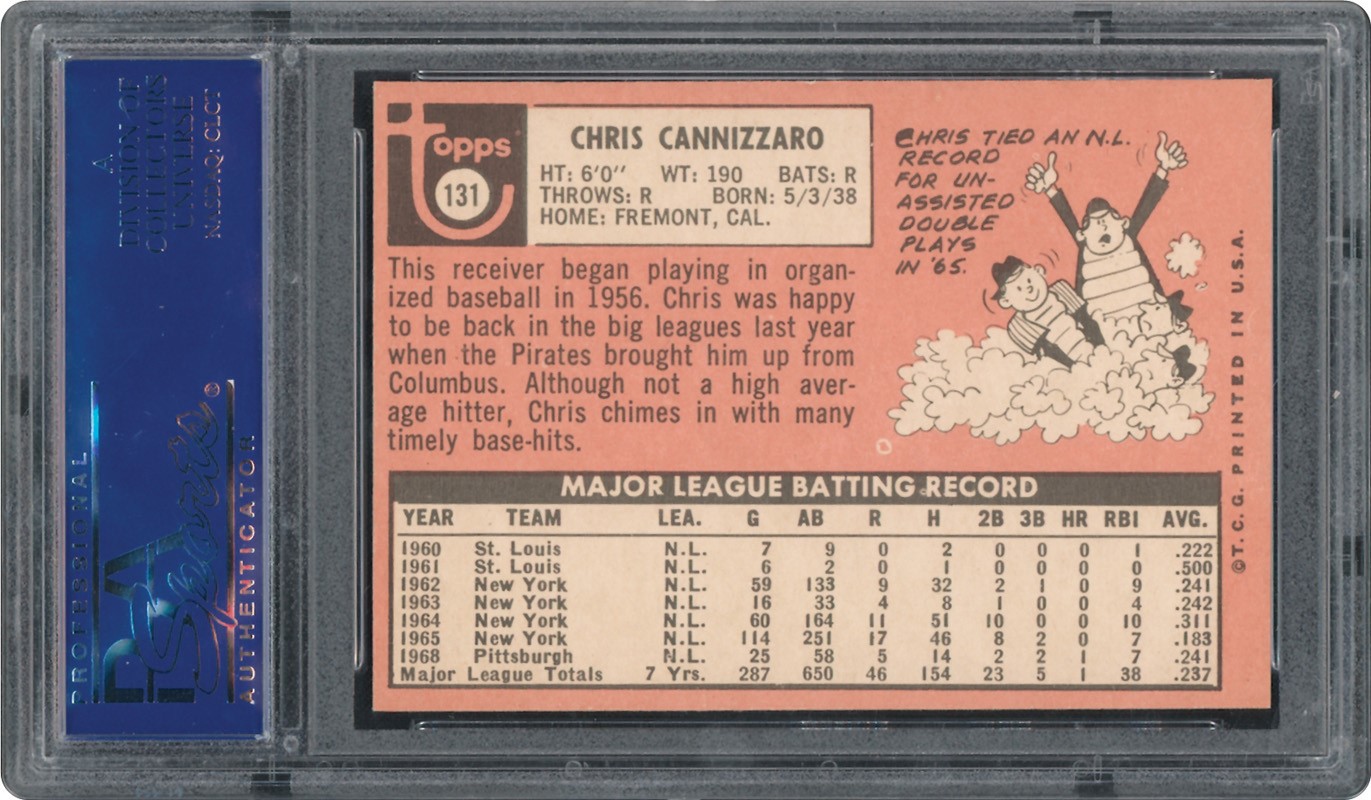 A
DIVISION OF
COLLECTORS
UNIVERSE
NASDAQ: CLCT
PROFESSIONAL
PSA
Sports®
AUTHENTICATOR
topps
131
CHRIS CANNIZZARO
HT: 6'0'' WT: 190 BATS: R
THROWS: R BORN: 5/3/38
HOME: FREMONT, CAL.
This receiver began playing in organ-
ized baseball in 1956. Chris was happy
to be back in the big leagues last year
when the Pirates brought him up from
Columbus. Although not a high aver-
age hitter, Chris chimes in with many
timely base-hits.
CHRIS TIED AN N.L.
RECORD
FOR UN-
ASSISTED
DOUBLE
PLAYS
IN '65.
MAJOR LEAGUE BATTING RECORD
YEAR TEAM LEA. G AB R H 2B 3B HR RBI AVG.
1960 St. Louis N.L. 7 9 0 2 0 0 0 1 .222
1961 St. Louis N.L. 6 2 0 1 0 0 0 0 .500
1962 New York N.L. 59 133 9 32 2 1 0 9 .241
1963 New York N.L. 16 33 4 8 1 0 0 4 .242
1964 New York N.L. 60 164 11 51 10 0 0 10 .311
1965 New York N.L. 114 251 17 46 8 2 0 7 .183
1968 Pittsburgh N.L. 25 58 5 14 2 2 1 7 .241
Major League Totals 7 Yrs. 287 650 46 154 23 5 1 38 .237
©T. C. G. PRINTED IN U.S.A.